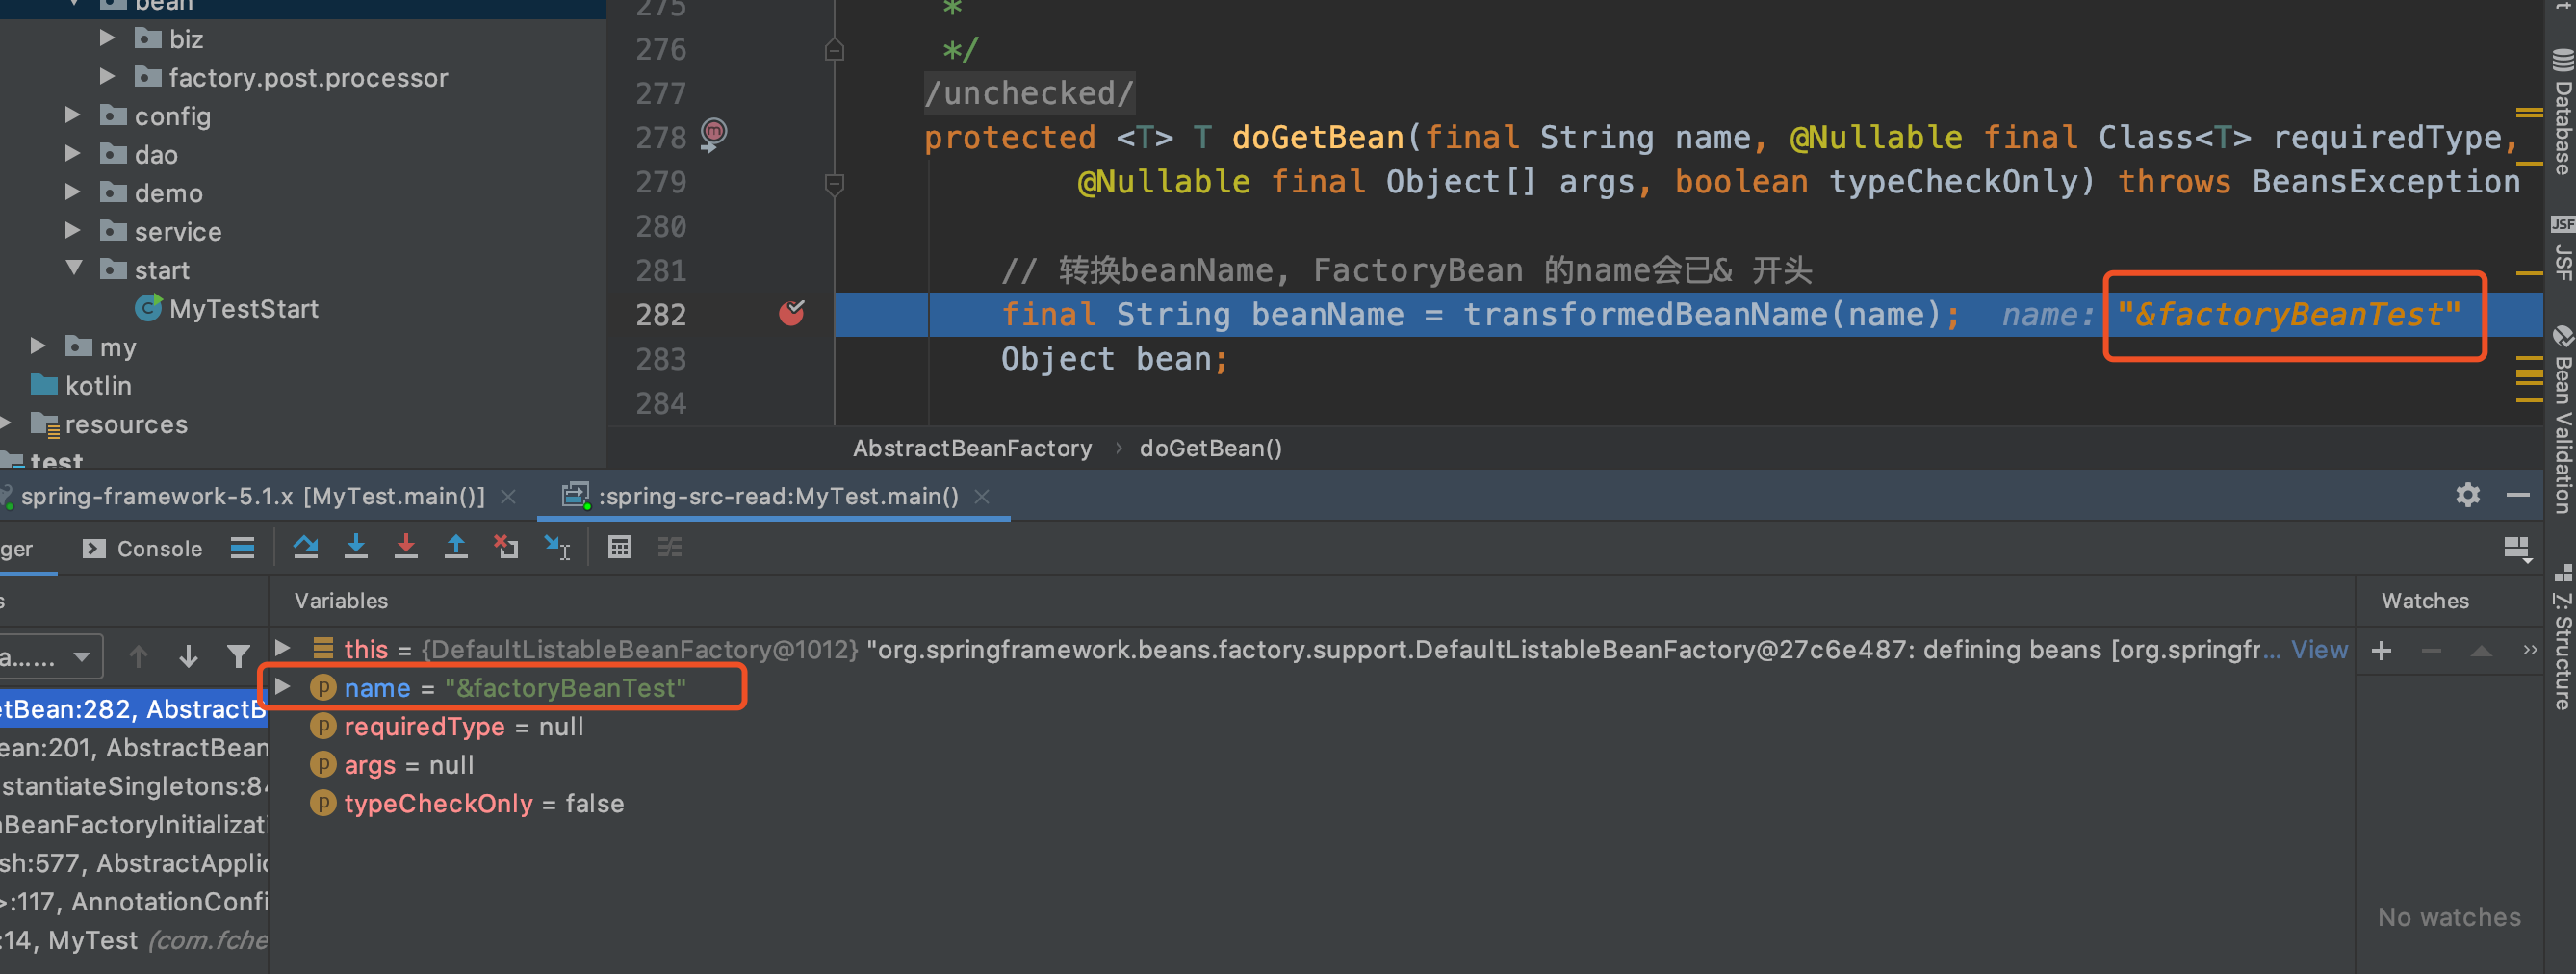 bean
biz
factory.post.processor
config
dao
demo
service
start
MyTestStart
my
kotlin
resources
test
275 *
276 */
277 /unchecked/
278 protected <T> T doGetBean(final String name, @Nullable final Class<T> requiredType,
279 @Nullable final Object[] args, boolean typeCheckOnly) throws BeansException
280
281 // 转换beanName, FactoryBean 的name会已& 开头
282 final String beanName = transformedBeanName(name); name: "&factoryBeanTest"
283 Object bean;
284
AbstractBeanFactory › doGetBean()
Database
JSF
JSF
Bean Validation
7: Structure
spring-framework-5.1.x [MyTest.main()] ×
:spring-src-read:MyTest.main() ×
ger
Console
s
Variables
Watches
a...…
this = {DefaultListableBeanFactory@1012} "org.springframework.beans.factory.support.DefaultListableBeanFactory@27c6e487: defining beans [org.springfr... View
name = "&factoryBeanTest"
requiredType = null
args = null
typeCheckOnly = false
etBean:282, AbstractB
ean:201, AbstractBean
stantiateSingletons:84
nBeanFactoryInitializati
sh:577, AbstractApplic
>:117, AnnotationConfi
:14, MyTest (com.fche
No watches